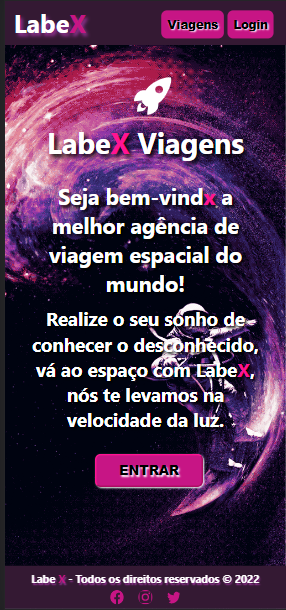 LabeX
Viagens
Login
LabeX Viagens
Seja bem-vindx a
melhor agência de
viagem espacial do
mundo!
Realize o seu sonho de
conhecer o desconhecido,
vá ao espaço com LabeX,
nós te levamos na
velocidade da luz.
ENTRAR
Labe X - Todos os direitos reservados © 2022